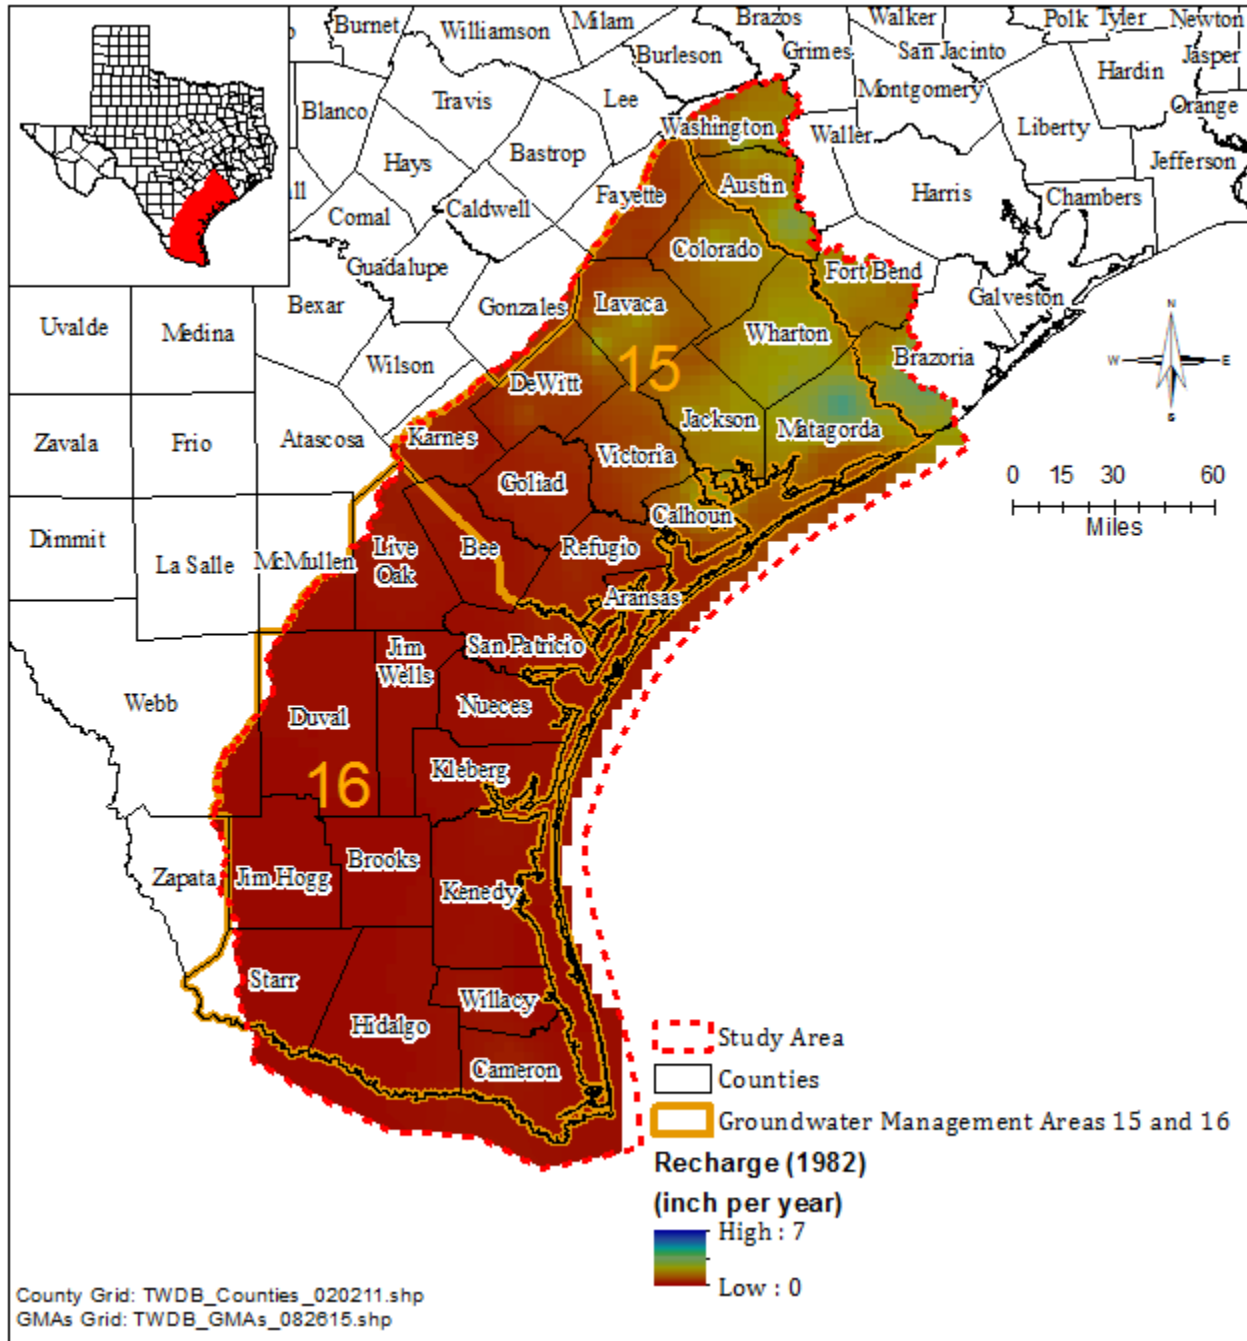 Burnet
Williamson
Milam
Brazos
Walker
Polk
Tyler
Newton
Burleson
Grimes
San Jacinto
Jasper
Hardin
Montgomery
Travis
Lee
Blanco
Orange
Liberty
Washington
Waller
Hays
Bastrop
Jefferson
Austin
Harris
Chambers
Fayette
Caldwell
Comal
Colorado
Guadalupe
Fort Bend
Bexar
Gonzales
Lavaca
Galveston
Uvalde
Medina
Wharton
Wilson
15
Brazoria
DeWitt
Jackson
Matagorda
Zavala
Frio
Atascosa
Karnes
Victoria
Goliad
0 15 30 60
Miles
N
W
E
S
Calhoun
Dimmit
La Salle
McMullen
Live
Oak
Bee
Refugio
Aransas
San Patricio
Jim
Wells
Webb
Duval
Nueces
16
Kleberg
Zapata
Jim Hogg
Brooks
Kenedy
Starr
Willacy
Hidalgo
Cameron
Study Area
Counties
Groundwater Management Areas 15 and 16
Recharge (1982)
(inch per year)
High : 7
Low : 0
County Grid: TWDB_Counties_020211.shp
GMAs Grid: TWDB_GMAs_082615.shp